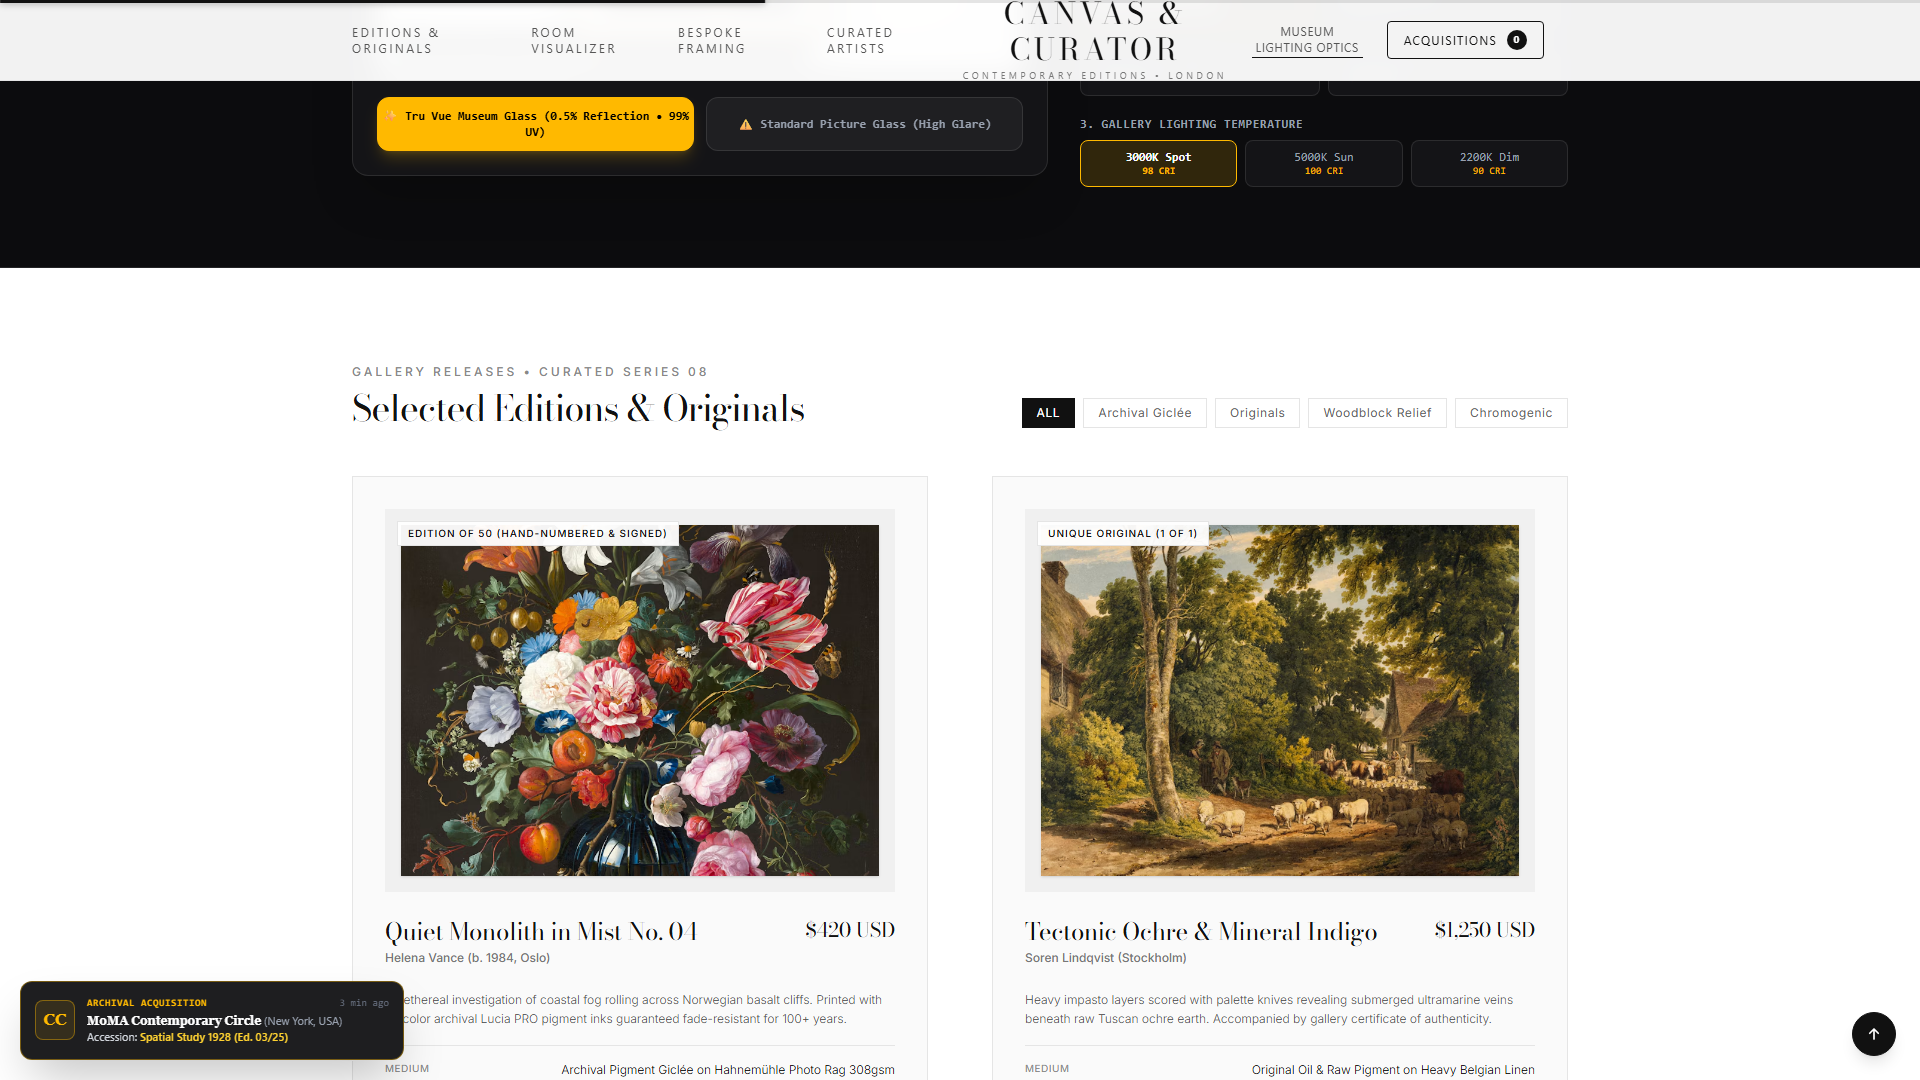 EDITIONS &
ORIGINALS
ROOM
VISUALIZER
BESPOKE
FRAMING
CURATED
ARTISTS
CANVAS &
CURATOR
CONTEMPORARY EDITIONS • LONDON
MUSEUM
LIGHTING OPTICS
ACQUISITIONS 0
Tru Vue Museum Glass (0.5% Reflection • 99%
UV)
⚠ Standard Picture Glass (High Glare)
3. GALLERY LIGHTING TEMPERATURE
3000K Spot
98 CRI
5000K Sun
100 CRI
2200K Dim
90 CRI
GALLERY RELEASES • CURATED SERIES 08
Selected Editions & Originals
ALL
Archival Giclée
Originals
Woodblock Relief
Chromogenic
EDITION OF 50 (HAND-NUMBERED & SIGNED)
Quiet Monolith in Mist No. 04
$420 USD
Helena Vance (b. 1984, Oslo)
ethereal investigation of coastal fog rolling across Norwegian basalt cliffs. Printed with
color archival Lucia PRO pigment inks guaranteed fade-resistant for 100+ years.
MEDIUM
Archival Pigment Giclée on Hahnemühle Photo Rag 308gsm
UNIQUE ORIGINAL (1 OF 1)
Tectonic Ochre & Mineral Indigo
$1,250 USD
Soren Lindqvist (Stockholm)
Heavy impasto layers scored with palette knives revealing submerged ultramarine veins
beneath raw Tuscan ochre earth. Accompanied by gallery certificate of authenticity.
MEDIUM
Original Oil & Raw Pigment on Heavy Belgian Linen
CC
ARCHIVAL ACQUISITION
3 min ago
MoMA Contemporary Circle (New York, USA)
Accession: Spatial Study 1928 (Ed. 03/25)